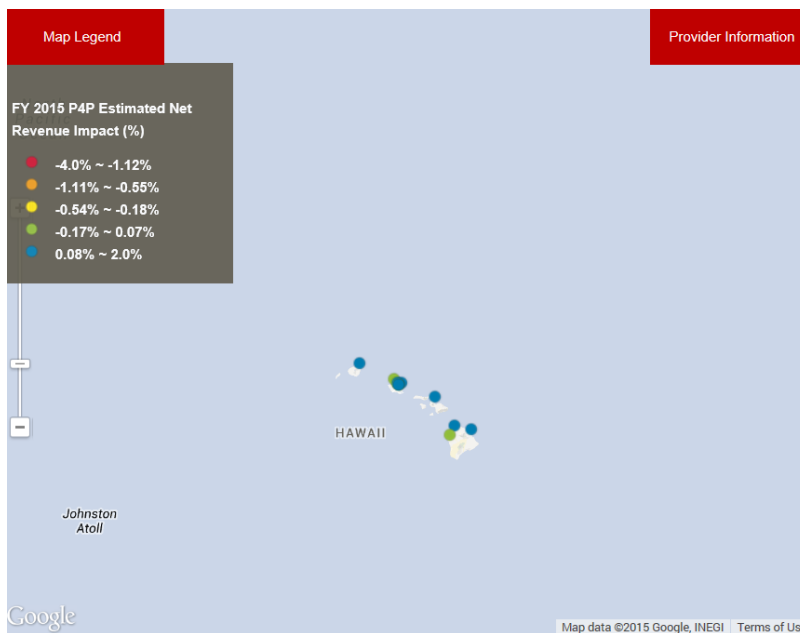 Map Legend
Provider Information
FY 2015 P4P Estimated Net
Revenue Impact (%)
-4.0% ~ -1.12%
-1.11% ~ -0.55%
-0.54% ~ -0.18%
-0.17% ~ 0.07%
0.08% ~ 2.0%
HAWAII
Johnston
Atoll
Google
Map data ©2015 Google, INEGI
Terms of Us